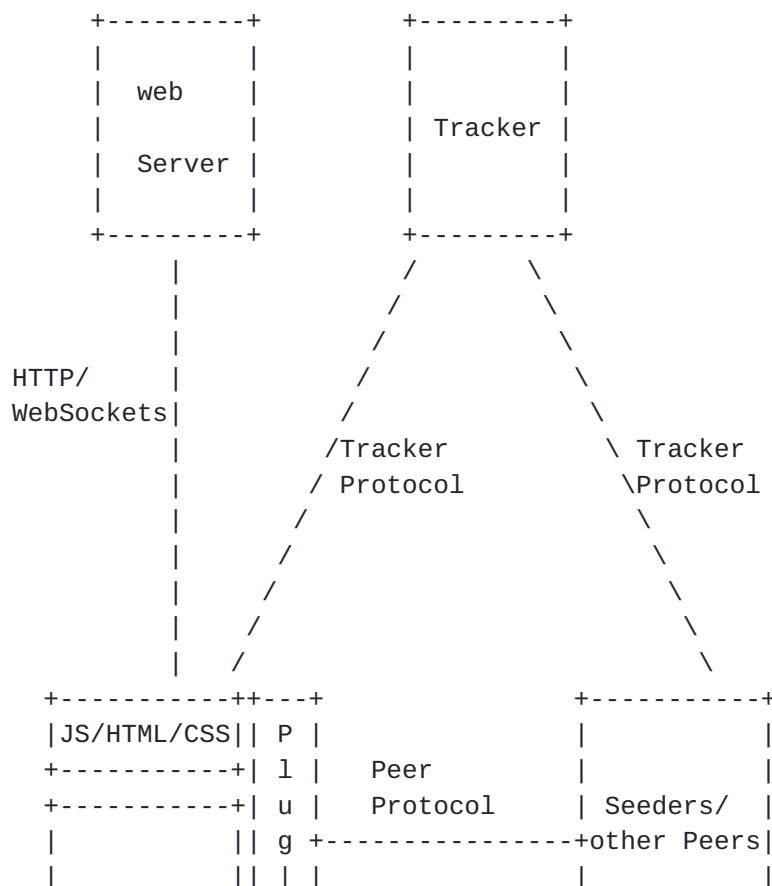 web
Tracker
Server
HTTP/
WebSockets
Tracker Tracker
Protocol Protocol
JS/HTML/CSS P
l Peer
u Protocol Seeders/
g other Peers